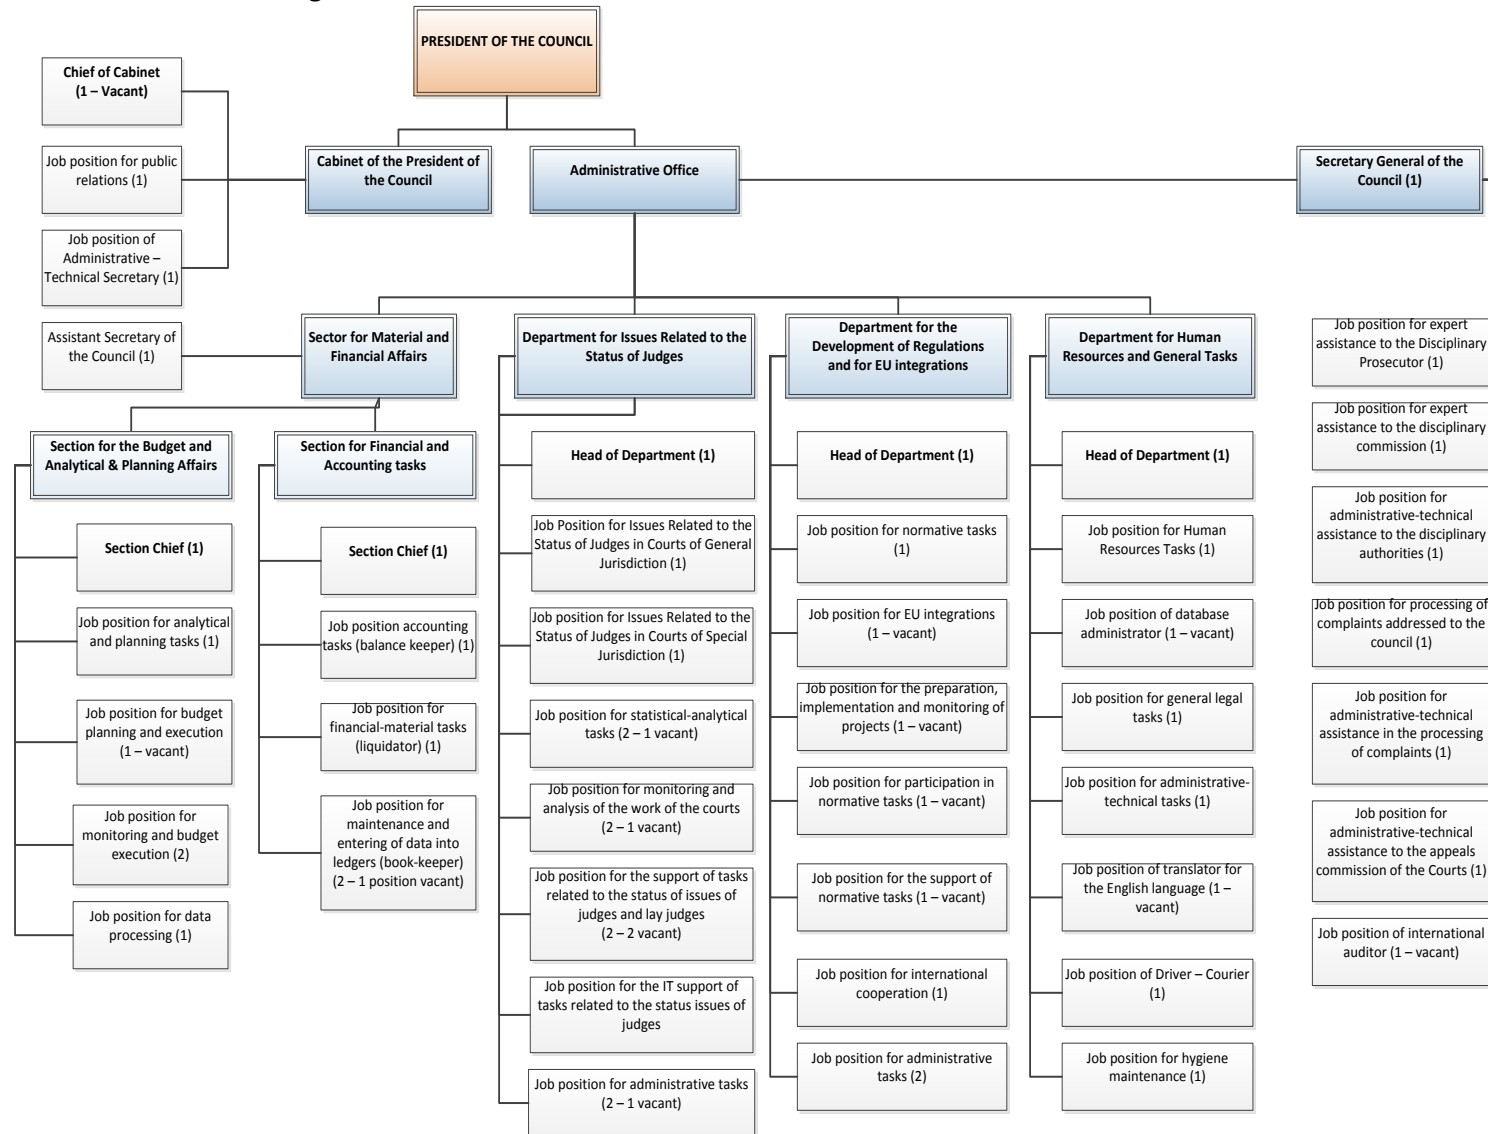 PRESIDENT OF THE COUNCIL
Chief of Cabinet
(1 – Vacant)
Job position for public
relations (1)
Job position of
Administrative –
Technical Secretary (1)
Cabinet of the President of
the Council
Administrative Office
Secretary General of the
Council (1)
Assistant Secretary of
the Council (1)
Sector for Material and
Financial Affairs
Department for Issues Related to the
Status of Judges
Department for the
Development of Regulations
and for EU integrations
Department for Human
Resources and General Tasks
Section for the Budget and
Analytical & Planning Affairs
Section Chief (1)
Job position for analytical
and planning tasks (1)
Job position for budget
planning and execution
(1 – vacant)
Job position for
monitoring and budget
execution (2)
Job position for data
processing (1)
Section for Financial and
Accounting tasks
Section Chief (1)
Job position accounting
tasks (balance keeper) (1)
Job position for
financial-material tasks
(liquidator) (1)
Job position for
maintenance and
entering of data into
ledgers (book-keeper)
(2 – 1 position vacant)
Head of Department (1)
Job Position for Issues Related to the
Status of Judges in Courts of General
Jurisdiction (1)
Job position for Issues Related to the
Status of Judges in Courts of Special
Jurisdiction (1)
Job position for statistical-analytical
tasks (2 – 1 vacant)
Job position for monitoring and
analysis of the work of the courts
(2 – 1 vacant)
Job position for the support of tasks
related to the status of issues of
judges and lay judges
(2 – 2 vacant)
Job position for the IT support of
tasks related to the status issues of
judges
Job position for administrative tasks
(2 – 1 vacant)
Head of Department (1)
Job position for normative tasks
(1)
Job position for EU integrations
(1 – vacant)
Job position for the preparation,
implementation and monitoring of
projects (1 – vacant)
Job position for participation in
normative tasks (1 – vacant)
Job position for the support of
normative tasks (1 – vacant)
Job position for international
cooperation (1)
Job position for administrative
tasks (2)
Head of Department (1)
Job position for Human
Resources Tasks (1)
Job position of database
administrator (1 – vacant)
Job position for general legal
tasks (1)
Job position for administrative-
technical tasks (1)
Job position of translator for
the English language (1 –
vacant)
Job position of Driver – Courier
(1)
Job position for hygiene
maintenance (1)
Job position for expert
assistance to the Disciplinary
Prosecutor (1)
Job position for expert
assistance to the disciplinary
commission (1)
Job position for
administrative-technical
assistance to the disciplinary
authorities (1)
Job position for processing of
complaints addressed to the
council (1)
Job position for
administrative-technical
assistance in the processing
of complaints (1)
Job position for
administrative-technical
assistance to the appeals
commission of the Courts (1)
Job position of international
auditor (1 – vacant)